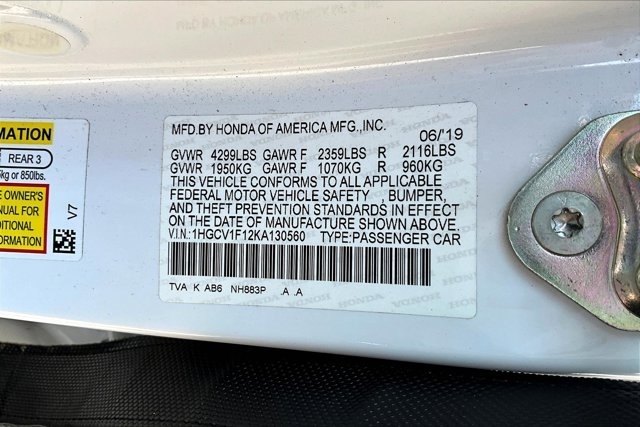 MATION
REAR 3
kg or 850lbs.
OWNER'S
MANUAL FOR
DITIONAL
FORMATION
V7
MFD.BY HONDA OF AMERICA MFG.,INC.
06/'19
GVWR 4299LBS GAWR F 2359LBS R 2116LBS
GVWR 1950KG GAWR F 1070KG R 960KG
THIS VEHICLE CONFORMS TO ALL APPLICABLE
FEDERAL MOTOR VEHICLE SAFETY , BUMPER,
AND THEFT PREVENTION STANDARDS IN EFFECT
ON THE DATE OF MANUFACTURE SHOWN ABOVE.
V.I.N.:1HGCV1F12KA130560 TYPE:PASSENGER CAR
TVA K AB6 NH883P .A .A